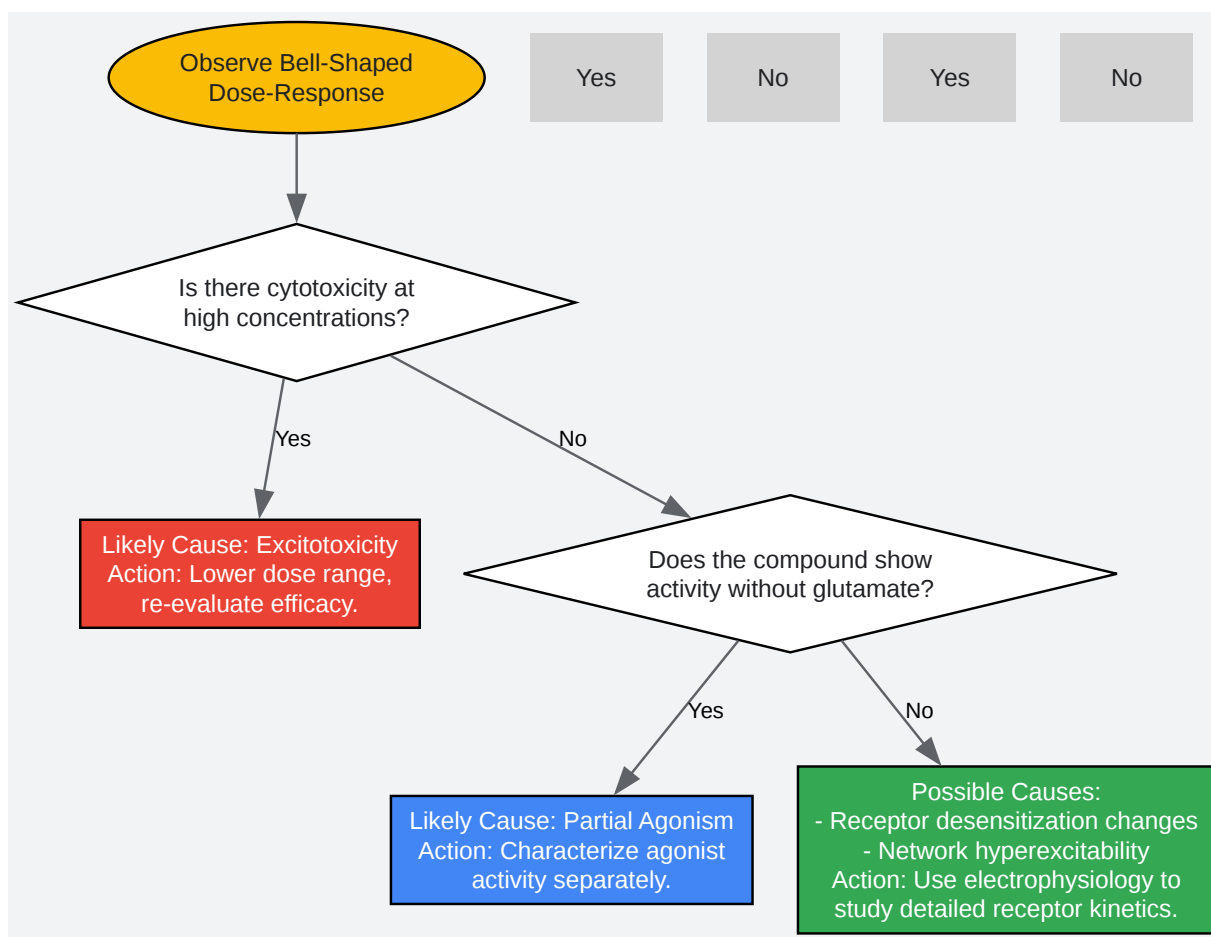 Observe Bell-Shaped
Dose-Response
Yes
No
Yes
No
Is there cytotoxicity at
high concentrations?
Yes
No
Likely Cause: Excitotoxicity
Action: Lower dose range,
re-evaluate efficacy.
Does the compound show
activity without glutamate?
Yes
No
Likely Cause: Partial Agonism
Action: Characterize agonist
activity separately.
Possible Causes:
- Receptor desensitization changes
- Network hyperexcitability
Action: Use electrophysiology to
study detailed receptor kinetics.